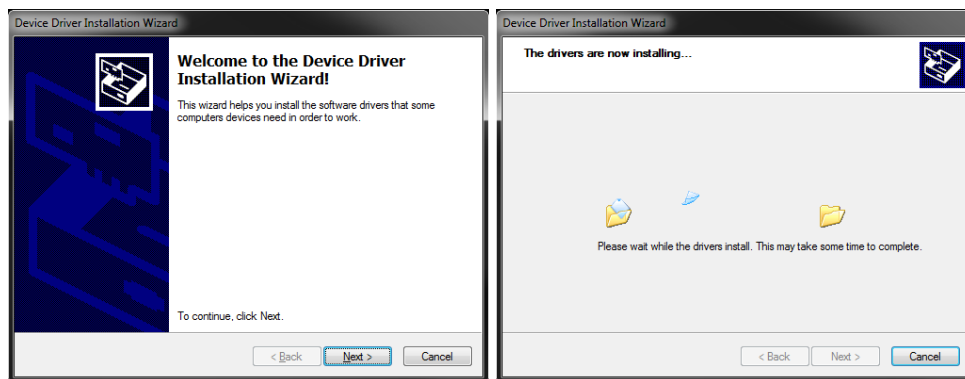 Device Driver Installation Wizard
Welcome to the Device Driver
Installation Wizard!
This wizard helps you install the software drivers that some
computers devices need in order to work.
To continue, click Next.
< Back
Next >
Cancel
Device Driver Installation Wizard
The drivers are now installing...
Please wait while the drivers install. This may take some time to complete.
< Back
Next >
Cancel